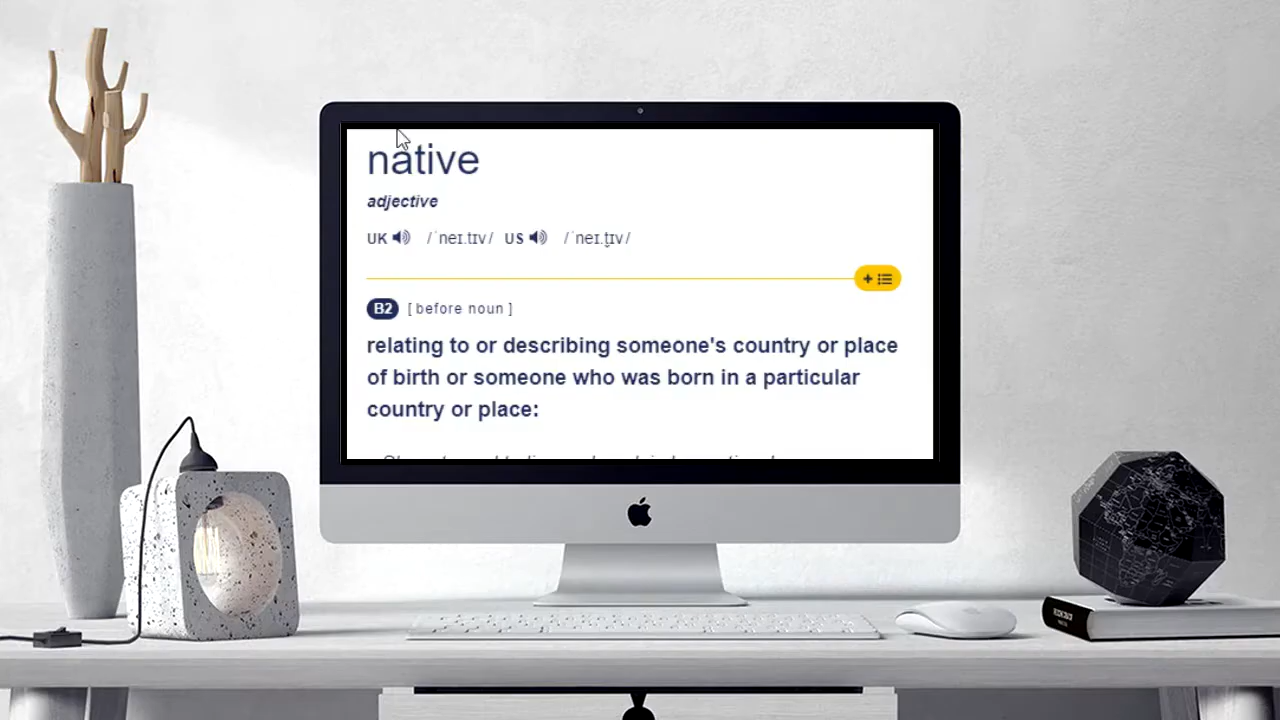 native
adjective
UK /ˈneɪ.tɪv/ US /ˈneɪ.t̬ɪv/
B2 [ before noun ]
relating to or describing someone's country or place
of birth or someone who was born in a particular
country or place: